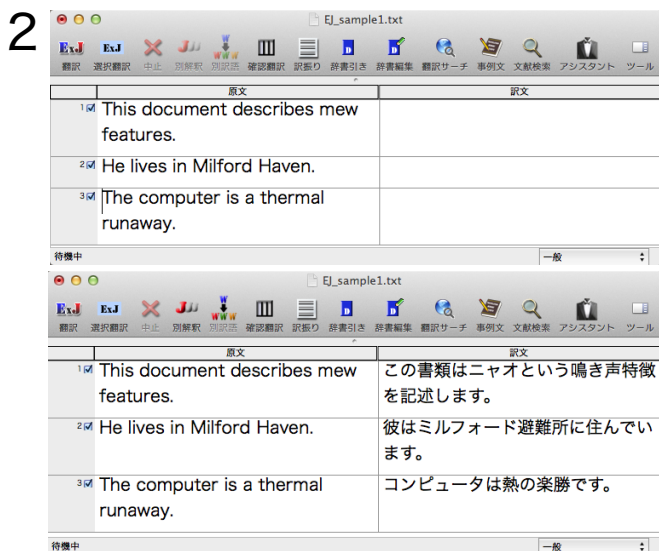 2
EJ_sample1.txt
ExJ ExJ J WWW D D
翻訳 選択翻訳 中止 別解釈 別訳語 確認翻訳 訳振り 辞書引き 辞書編集 翻訳サーチ 事例文 文献検索 アシスタント ツール
原文 訳文
1 This document describes mew
features.
2 He lives in Milford Haven.
3 The computer is a thermal
runaway.
待機中 一般
EJ_sample1.txt
ExJ ExJ J WWW D D
翻訳 選択翻訳 中止 別解釈 別訳語 確認翻訳 訳振り 辞書引き 辞書編集 翻訳サーチ 事例文 文献検索 アシスタント ツール
原文 訳文
1 This document describes mew この書類はニャオという鳴き声特徴
features. を記述します。
2 He lives in Milford Haven. 彼はミルフォード避難所に住んでい
ます。
3 The computer is a thermal コンピュータは熱の楽勝です。
runaway.
待機中 一般